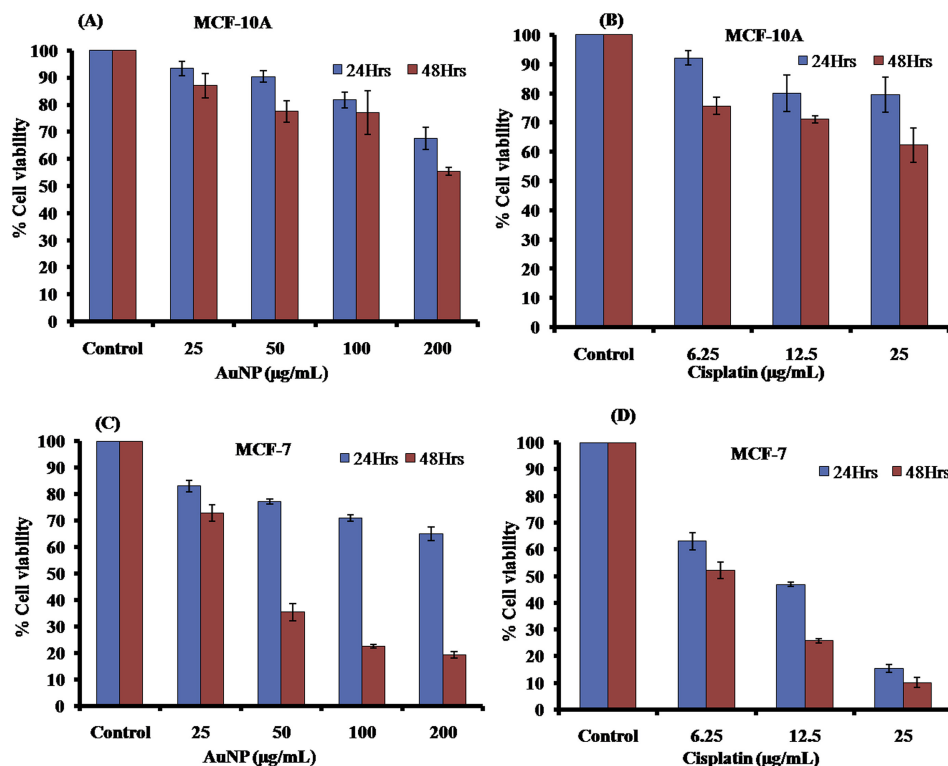 (A)
MCF-10A
24Hrs 48Hrs
% Cell viability
100
90
80
70
60
50
40
30
20
10
0
Control 25 50 100 200
AuNP (µg/mL)
(B)
MCF-10A
24Hrs 48Hrs
% Cell viability
100
90
80
70
60
50
40
30
20
10
0
Control 6.25 12.5 25
Cisplatin (µg/mL)
(C)
MCF-7
24Hrs 48Hrs
% Cell viability
100
90
80
70
60
50
40
30
20
10
0
Control 25 50 100 200
AuNP (µg/mL)
(D)
MCF-7
24Hrs 48Hrs
% Cell viability
100
90
80
70
60
50
40
30
20
10
0
Control 6.25 12.5 25
Cisplatin (µg/mL)